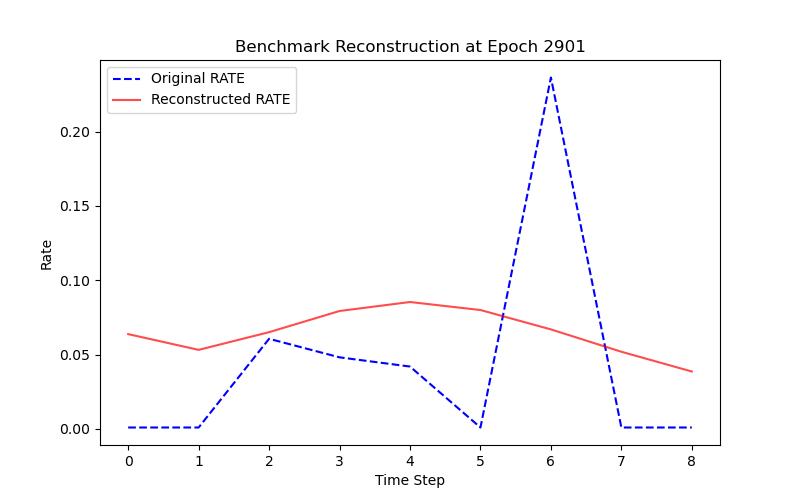 Benchmark Reconstruction at Epoch 2901
Original RATE
Reconstructed RATE
0.20
0.15
0.10
0.05
0.00
Rate
0 1 2 3 4 5 6 7 8
Time Step